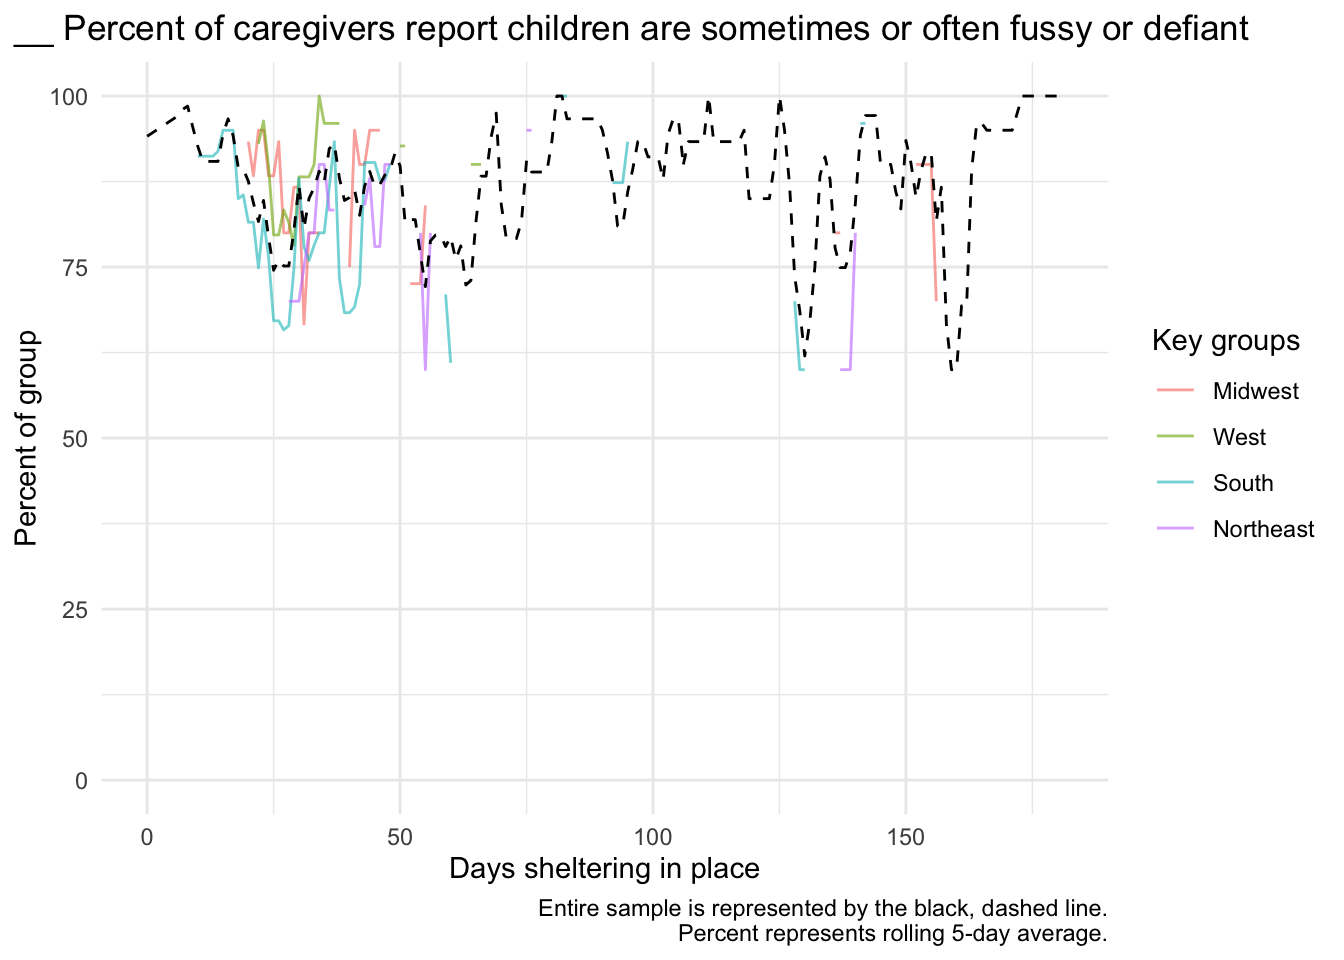 __ Percent of caregivers report children are sometimes or often fussy or defiant
100
75
50
25
0
Percent of group
0 50 100 150
Days sheltering in place
Key groups
Midwest
West
South
Northeast
Entire sample is represented by the black, dashed line.
Percent represents rolling 5-day average.